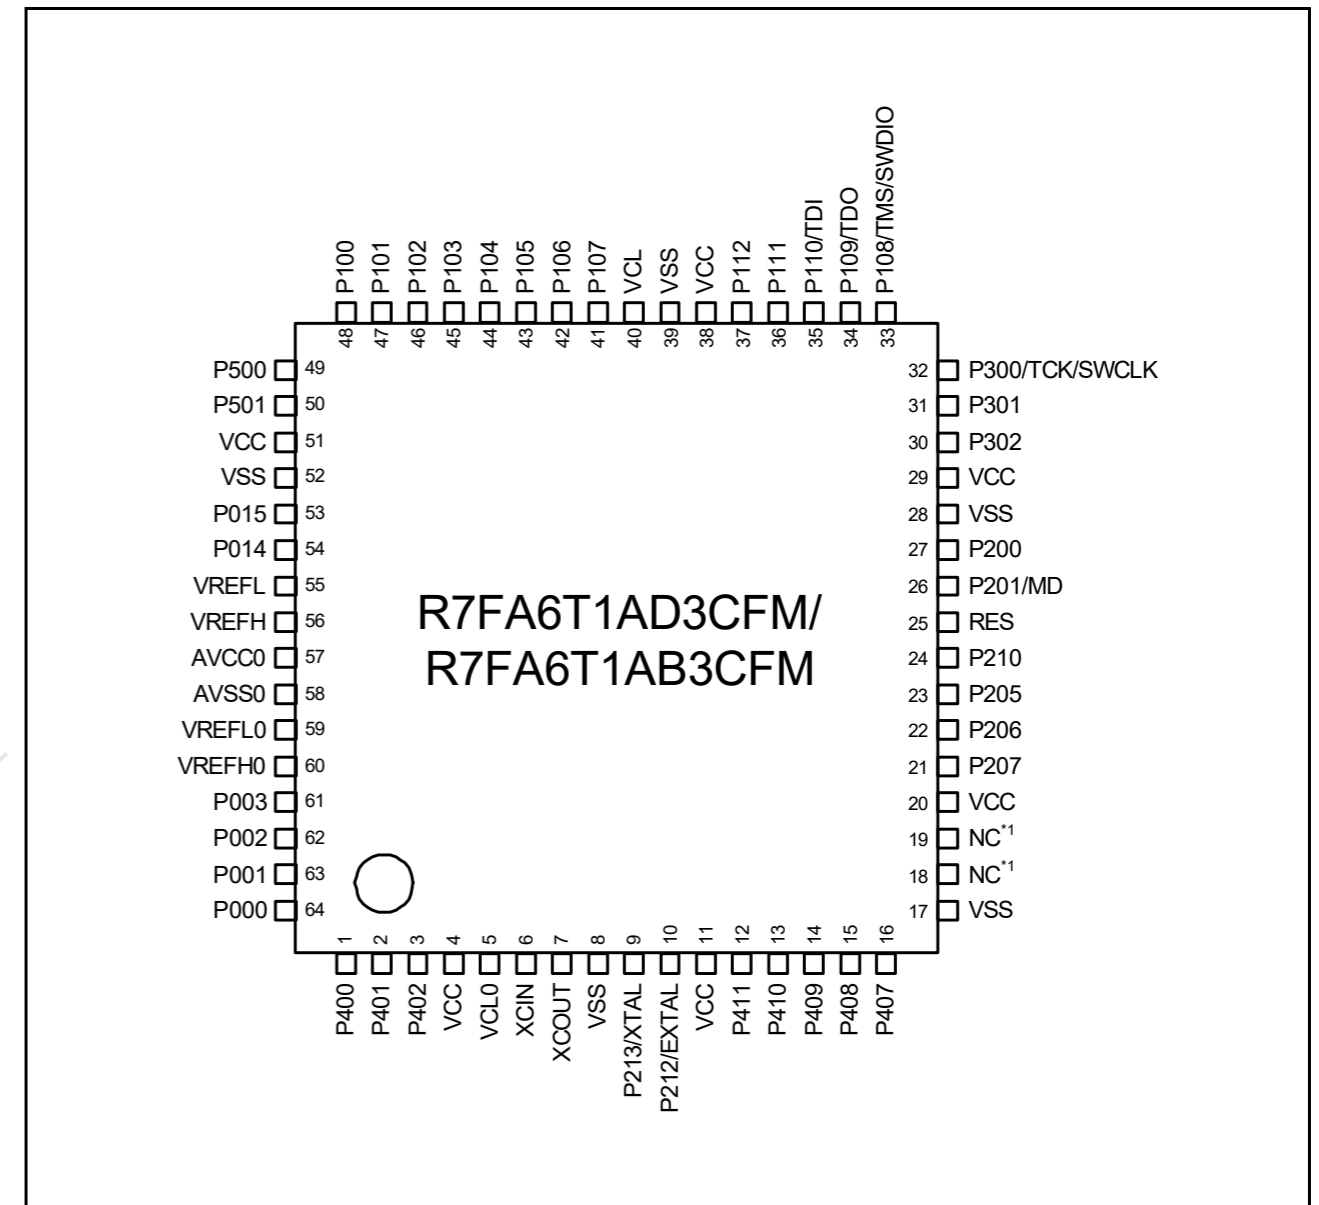 P100
P101
P102
P103
P104
P105
P106
P107
VCL
VSS
VCC
P112
P111
P110/TDI
P109/TDO
P108/TMS/SWDIO
48
47
46
45
44
43
42
41
40
39
38
37
36
35
34
33
P500 49
P501 50
VCC 51
VSS 52
P015 53
P014 54
VREFL 55
VREFH 56
AVCC0 57
AVSS0 58
VREFL0 59
VREFH0 60
P003 61
P002 62
P001 63
P000 64
R7FA6T1AD3CFM/
R7FA6T1AB3CFM
32 P300/TCK/SWCLK
31 P301
30 P302
29 VCC
28 VSS
27 P200
26 P201/MD
25 RES
24 P210
23 P205
22 P206
21 P207
20 VCC
19 NC*1
18 NC*1
17 VSS
1
2
3
4
5
6
7
8
9
10
11
12
13
14
15
16
P400
P401
P402
VCC
VCL0
XCIN
XCOUT
VSS
P213/XTAL
P212/EXTAL
VCC
P411
P410
P409
P408
P407